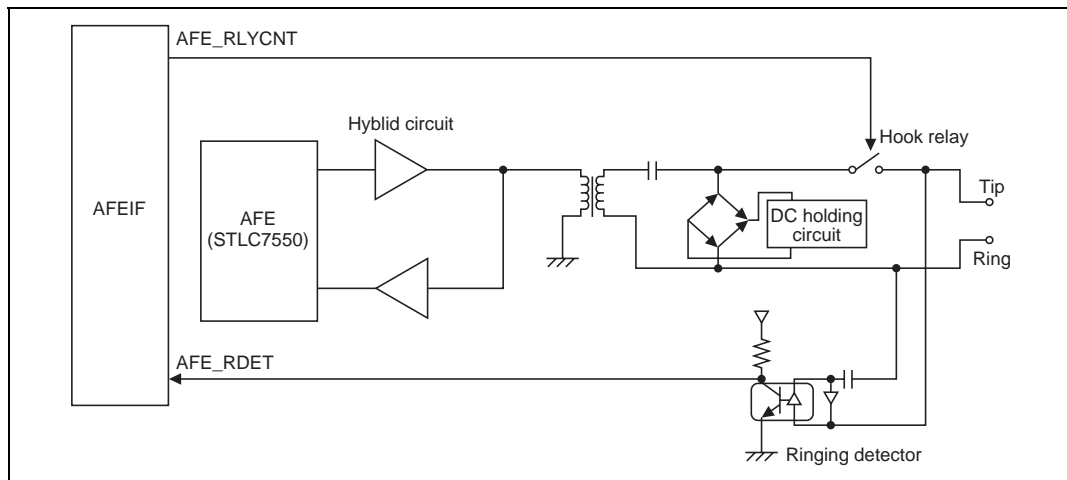 AFE_RLYCNT
Hyblid circuit
Hook relay
AFEIF
AFE
(STLC7550)
DC holding
circuit
Tip
Ring
AFE_RDET
Ringing detector